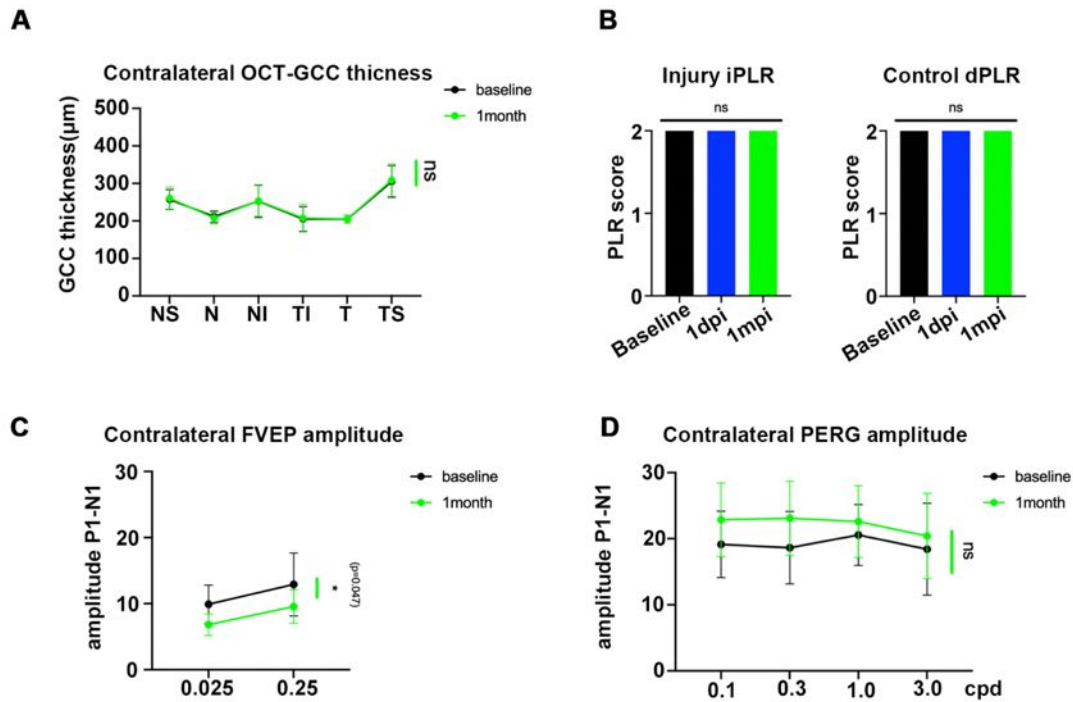 A
Contralateral OCT-GCC thicness
baseline
1month
GCC thickness(μm)
500
400
300
200
100
0
NS N NI TI T TS
ns
B
Injury iPLR
ns
PLR score
2
1
0
Baseline 1dpi 1mpi
Control dPLR
ns
PLR score
2
1
0
Baseline 1dpi 1mpi
C
Contralateral FVEP amplitude
baseline
1month
amplitude P1-N1
30
20
10
0
0.025 0.25
*
(p=0.047)
D
Contralateral PERG amplitude
baseline
1month
amplitude P1-N1
30
20
10
0
0.1 0.3 1.0 3.0 cpd
ns